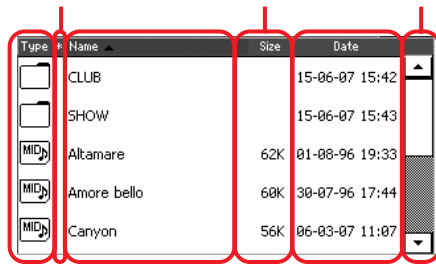 Type * Name Size Date
CLUB 15-06-07 15:42
SHOW 15-06-07 15:43
MID Altamare 62K 01-08-96 19:33
MID Amore bello 60K 30-07-96 17:44
MID Canyon 56K 06-03-07 11:07